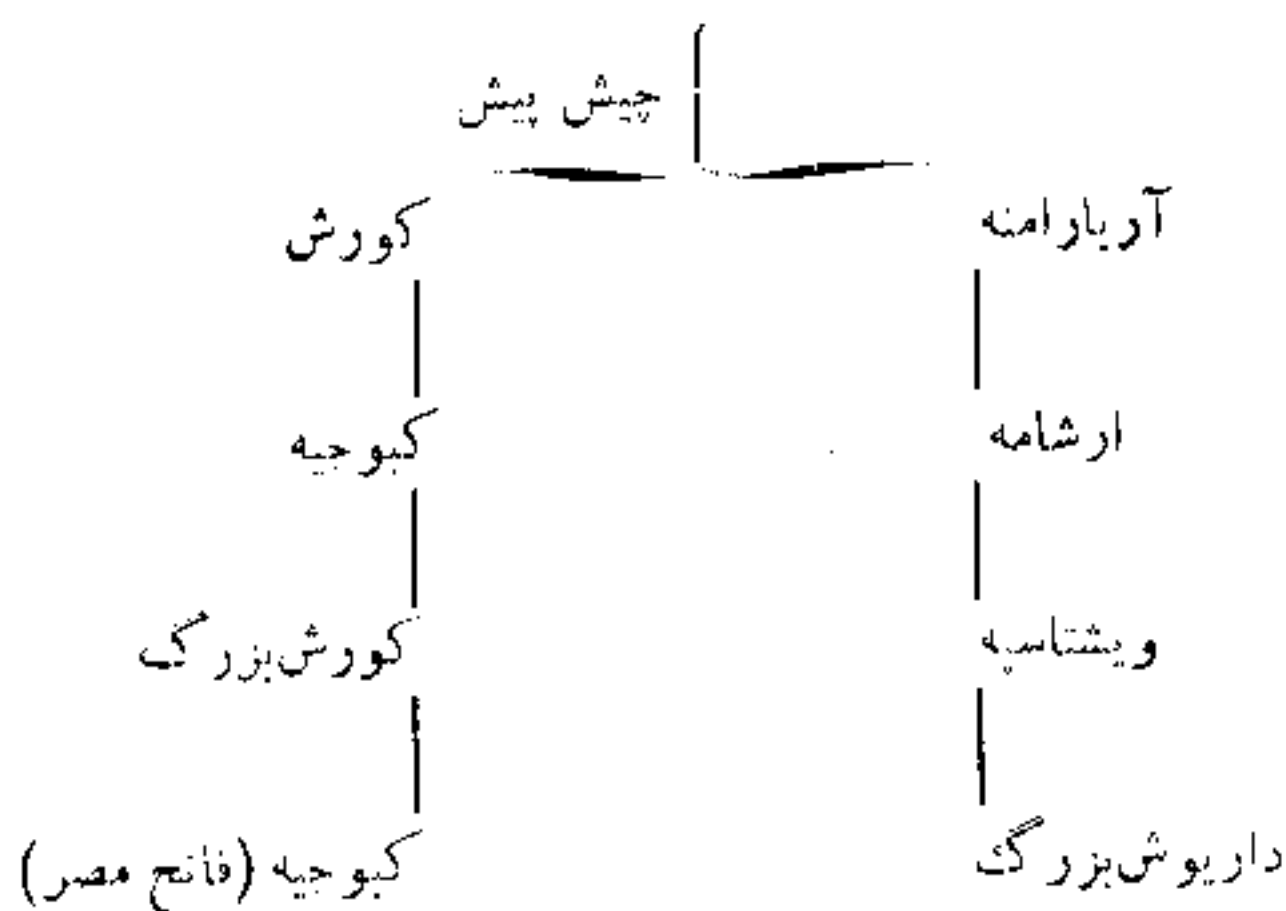 چیش پیش
آریارامنه
کورش
ارشامه
کبوجیه
ویشتاسپه
کورش‌بزرگ
داریوش‌بزرگ
کبوجیه (فاتح مصر)